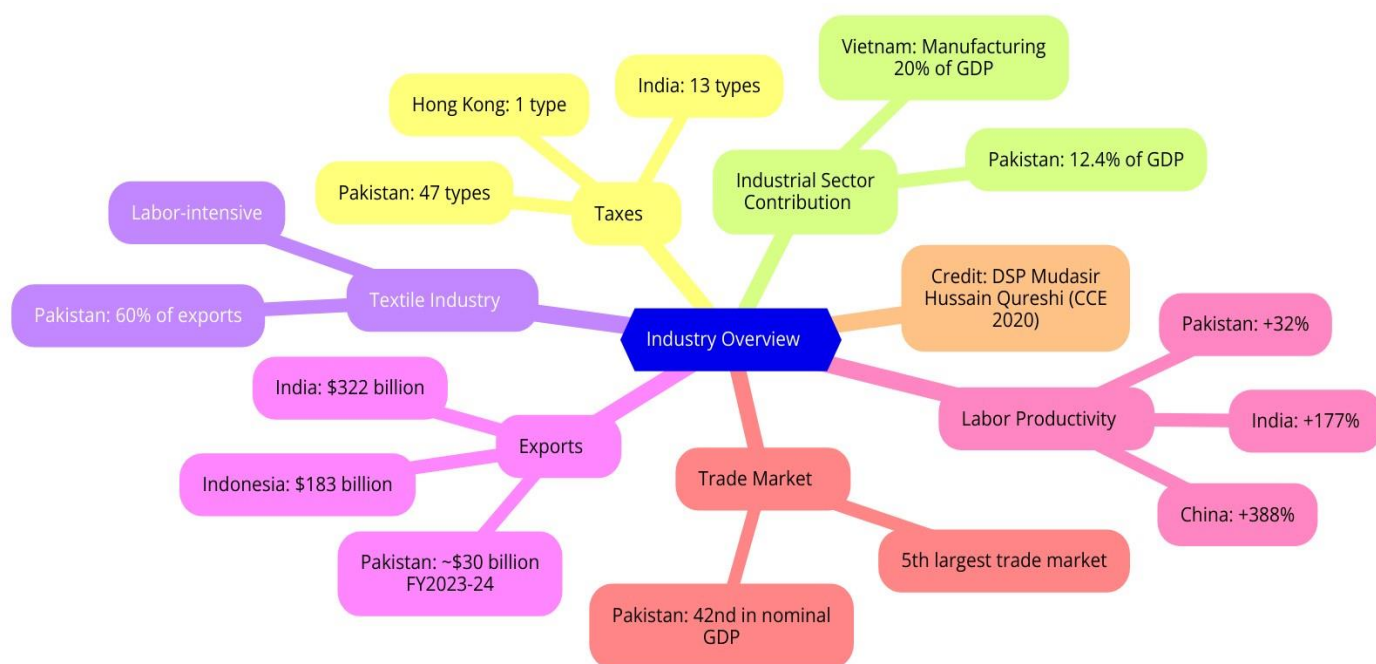 Industry Overview
Taxes
Hong Kong: 1 type
India: 13 types
Pakistan: 47 types
Industrial Sector
Contribution
Vietnam: Manufacturing
20% of GDP
Pakistan: 12.4% of GDP
Credit: DSP Mudasir
Hussain Qureshi (CCE
2020)
Labor Productivity
Pakistan: +32%
India: +177%
China: +388%
Trade Market
5th largest trade market
Pakistan: 42nd in nominal
GDP
Exports
India: $322 billion
Indonesia: $183 billion
Pakistan: ~$30 billion
FY2023-24
Textile Industry
Labor-intensive
Pakistan: 60% of exports